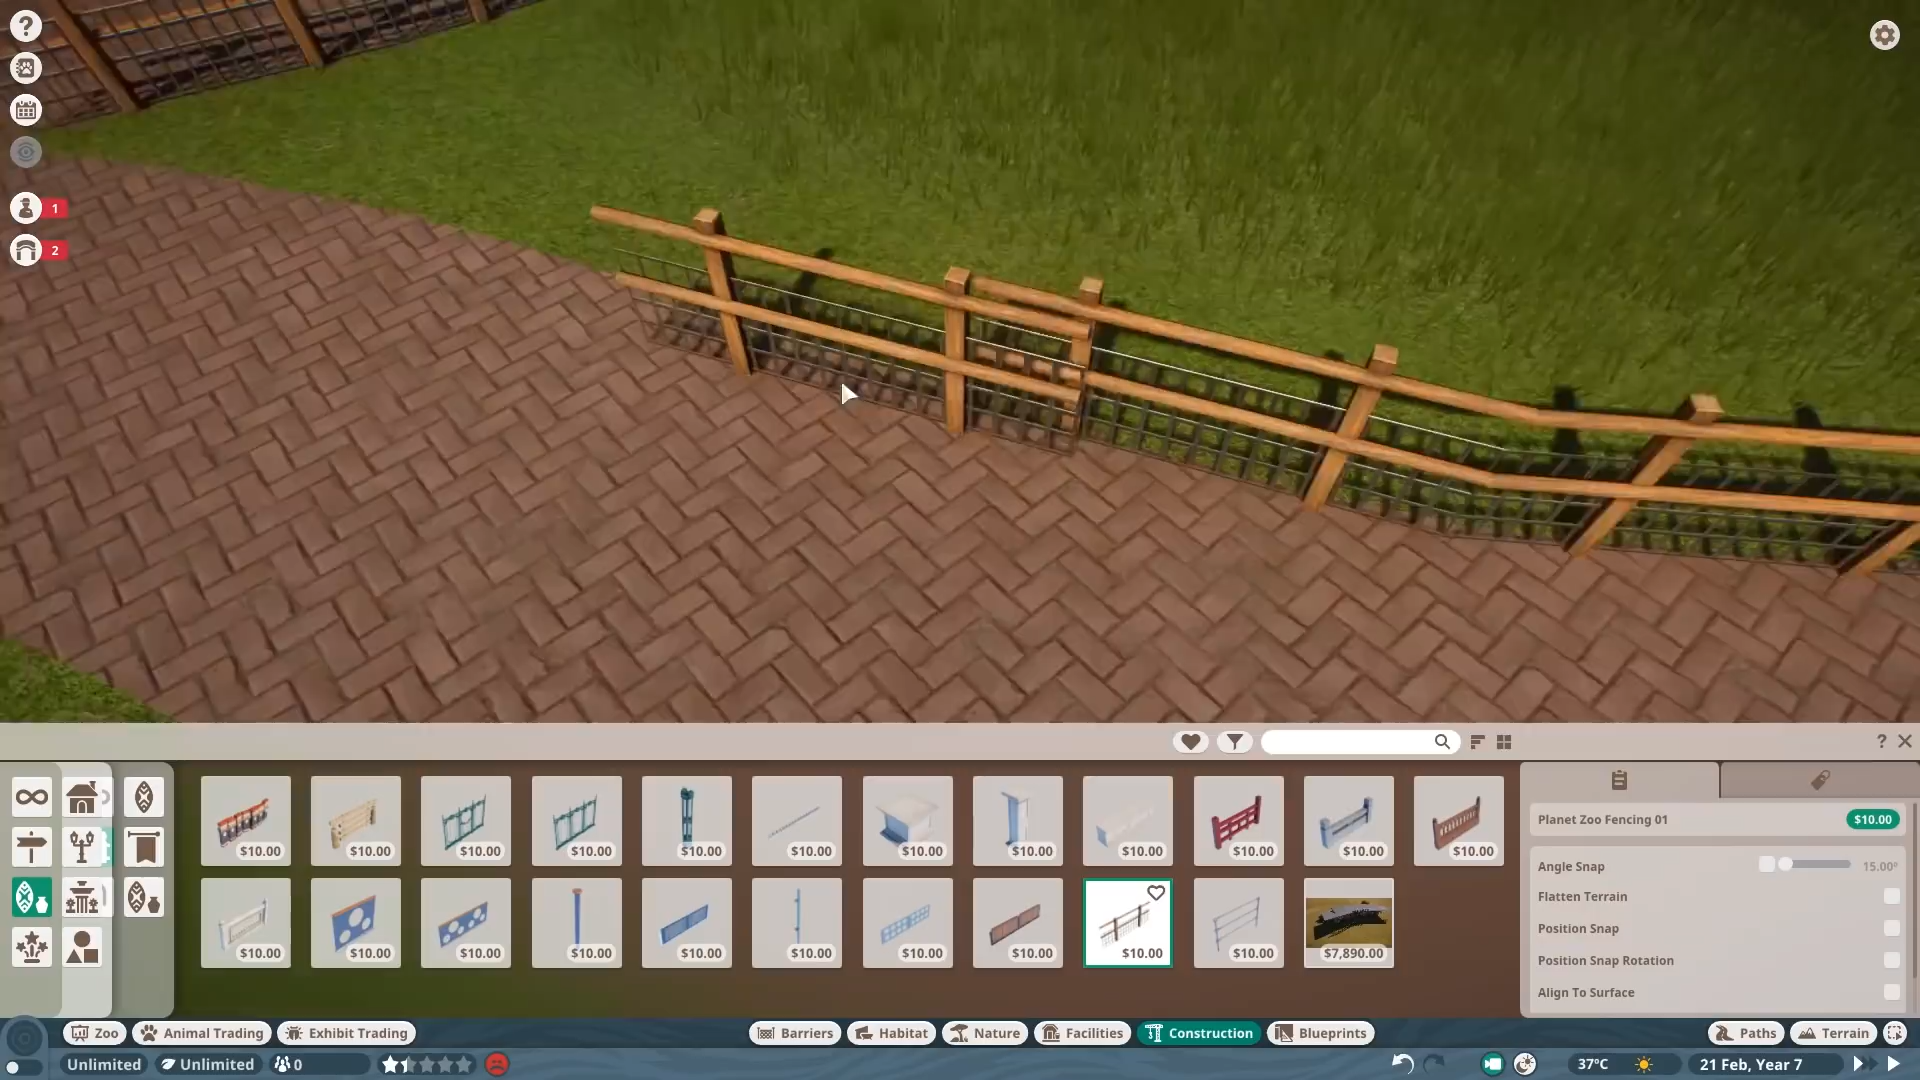 ?
1
2
? X
$10.00 $10.00 $10.00 $10.00 $10.00 $10.00 $10.00 $10.00 $10.00 $10.00 $10.00 $10.00
$10.00 $10.00 $10.00 $10.00 $10.00 $10.00 $10.00 $10.00 $10.00 $10.00 $7,890.00
Planet Zoo Fencing 01 $10.00
Angle Snap 15.00°
Flatten Terrain
Position Snap
Position Snap Rotation
Align To Surface
Zoo Animal Trading Exhibit Trading Barriers Habitat Nature Facilities Construction Blueprints Paths Terrain
Unlimited Unlimited 0 37°C 21 Feb, Year 7